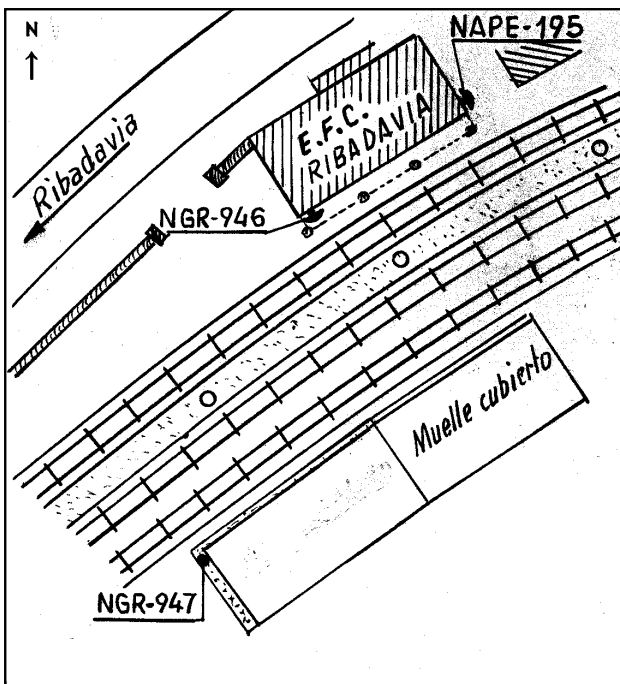 N
NAPE-195
E.F.C.
RIBADAVIA
Ribadavia
NGR-946
Muelle cubierto
NGR-947